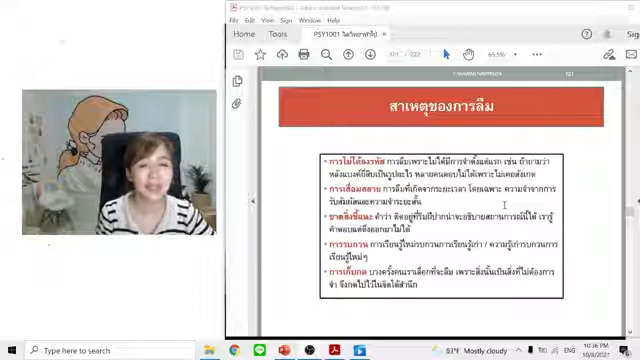 File Edit View Sign Window Help
Home Tools
Sig
65.5%
121
สาเหตุของการลืม
• การไม่ได้ลงรหัส การลืมเพราะไม่ได้มีการจำตั้งแต่แรก เช่น ถ้าถามว่า
หลังแบงค์ยี่สิบเป็นรูปอะไร หลายคนตอบไม่ได้เพราะไม่เคยสังเกต
• การเสื่อมสลาย การลืมที่เกิดจากระยะเวลา โดยเฉพาะ ความจำจากการ
รับสัมผัสและความจำระยะสั้น
• ขาดสิ่งชี้แนะ คำว่า ติดอยู่ที่ริมฝีปากน่าจะอธิบายสถานการณ์นี้ได้ เรารู้
คำตอบแต่ดึงออกมาไม่ได้
• การรบกวน การเรียนรู้ใหม่รบกวนการเรียนรู้เก่า / ความรู้เก่ารบกวนการ
เรียนรู้ใหม่ๆ
• การเก็บกด บางครั้งคนเราเลือกที่จะลืม เพราะสิ่งนั้นเป็นสิ่งที่ไม่ต้องการ
จำ จึงกดไปไว้ในจิตใต้สำนึก
Type here to search
83°F Mostly cloudy
ENG
10:36 PM